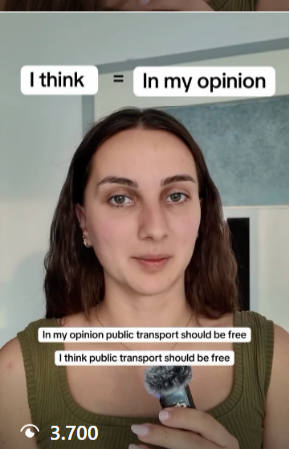 I think = In my opinion
In my opinion public transport should be free
I think public transport should be free
3.700